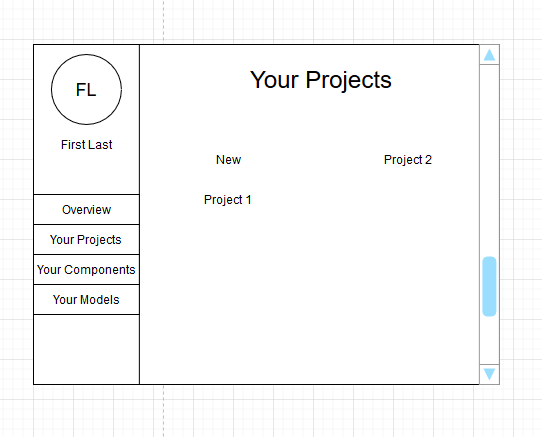 FL
First Last
Overview
Your Projects
Your Components
Your Models
Your Projects
New
Project 2
Project 1